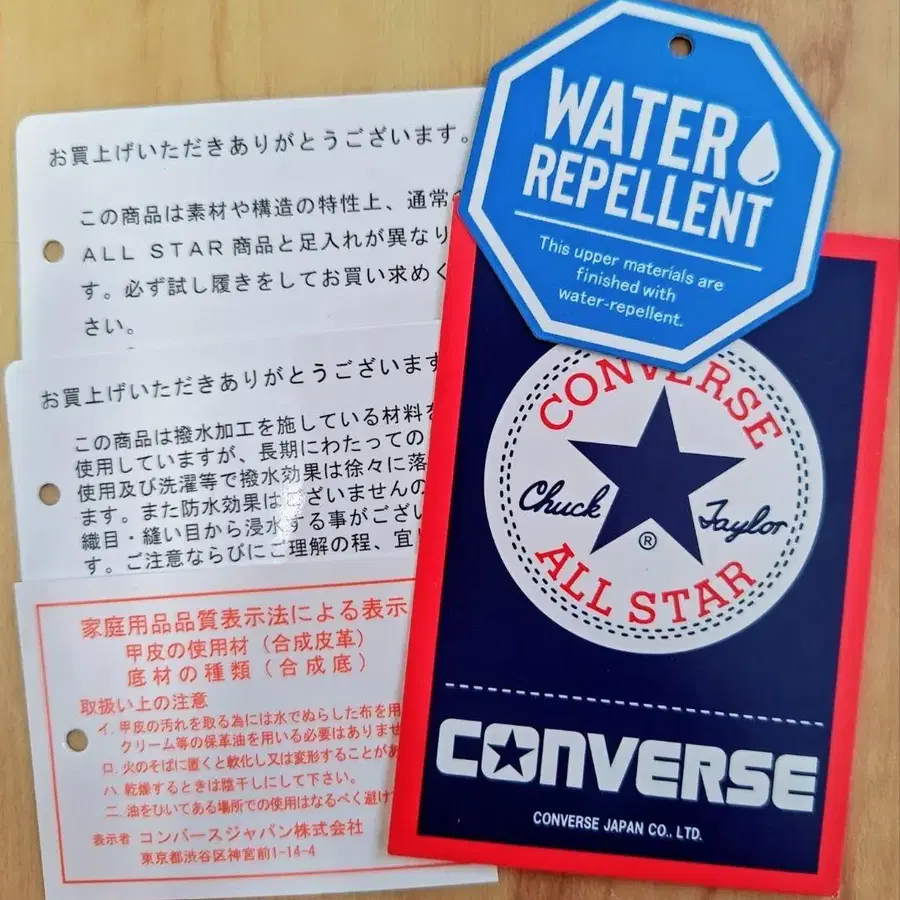 お買上げいただきありがとうございます。
この商品は素材や構造の特性上、通常
ALL STAR商品と足入れが異なり
す。必ず試し履きをしてお買い求めく
さい。
お買上げいただきありがとうございます
この商品は撥水加工を施している材料を
使用していますが、長期にわたっての
使用及び洗濯等で撥水効果は徐々に落
ます。また防水効果はございませんの
織目・縫い目から浸水する事がござい
す。ご注意ならびにご理解の程、宜し
家庭用品品質表示法による表示
甲皮の使用材（合成皮革）
底材の種類（合成底）
取扱い上の注意
イ.甲皮の汚れを取る為には水でぬらした布を用
クリーム等の保革油を用いる必要はありませ
ロ.火のそばに置くと軟化し又は変形することがあ
ハ.乾燥するときは陰干しにして下さい。
ニ.油をひいてある場所での使用はなるべく避け
表示者 コンバースジャパン株式会社
東京都渋谷区神宮前1-14-4
WATER
REPELLENT
This upper materials are
finished with
water-repellent.
CONVERSE
Chuck Taylor
®
ALL STAR
CONVERSE
CONVERSE JAPAN CO., LTD.